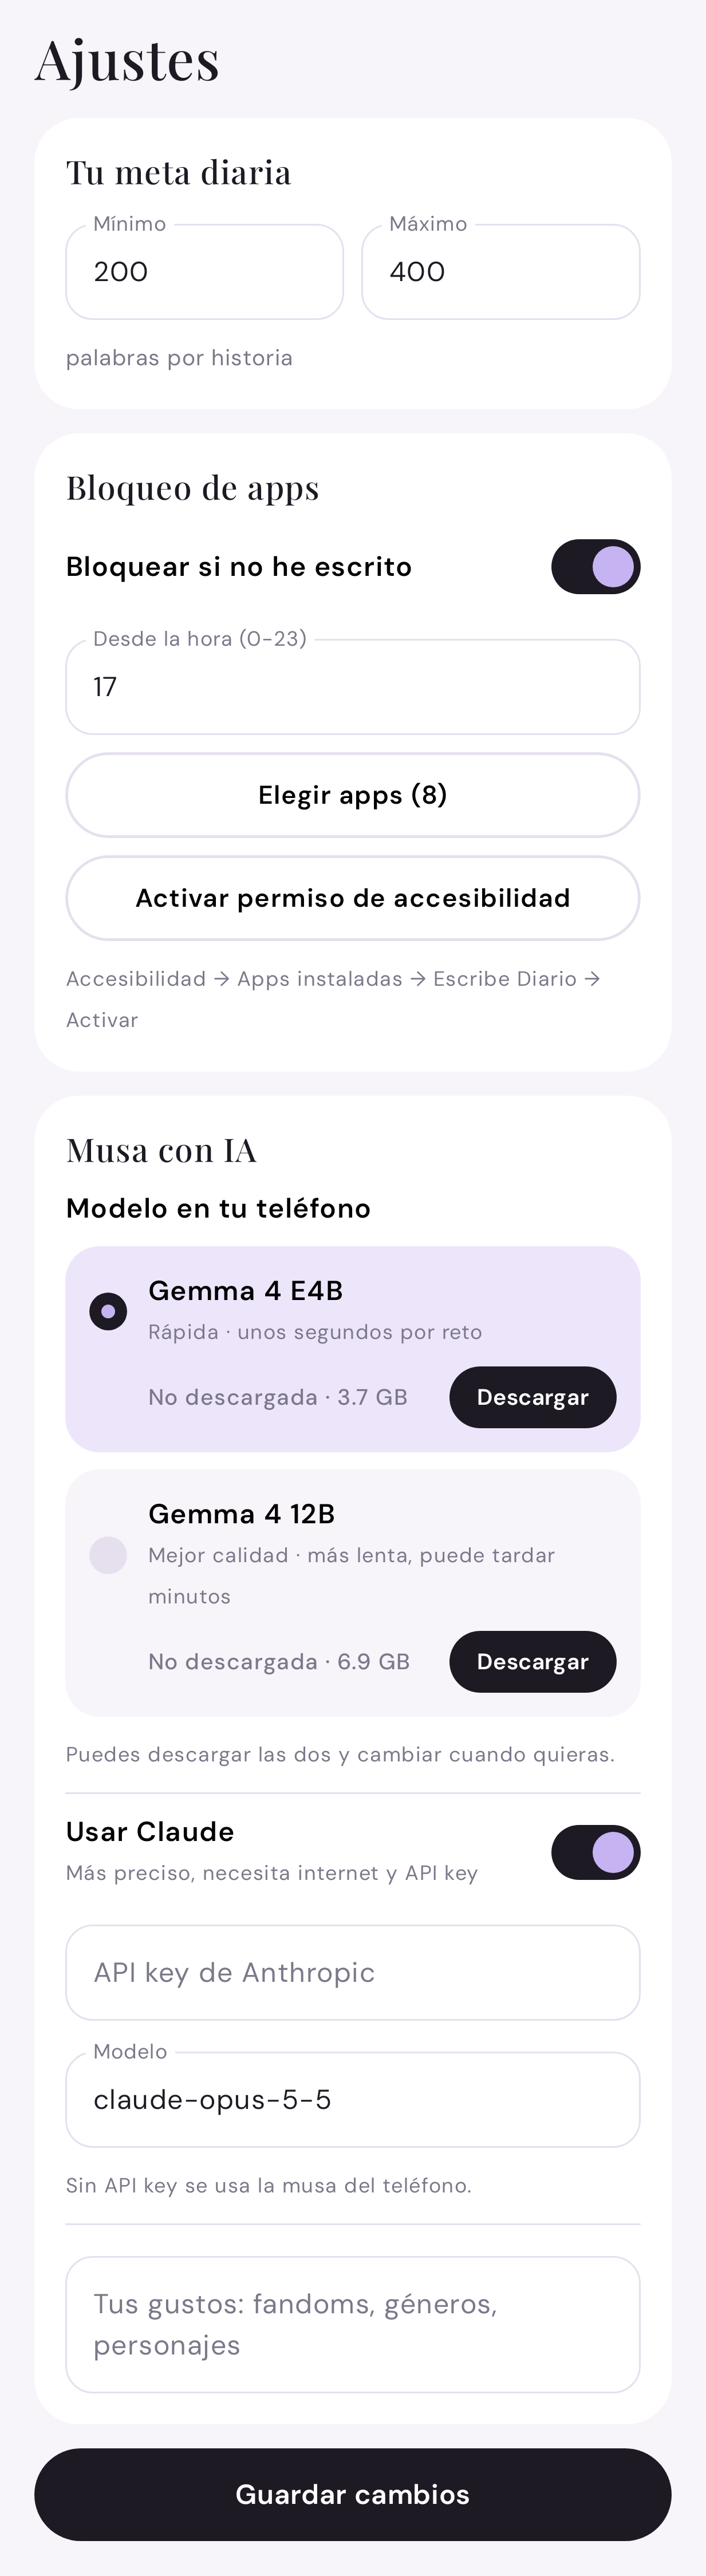 Ajustes
Tu meta diaria
Mínimo
Máximo
200
400
palabras por historia
Bloqueo de apps
Bloquear si no he escrito
Desde la hora (0-23)
17
Elegir apps (8)
Activar permiso de accesibilidad
Accesibilidad → Apps instaladas → Escribe Diario →
Activar
Musa con IA
Modelo en tu teléfono
Gemma 4 E4B
Rápida · unos segundos por reto
No descargada · 3.7 GB
Descargar
Gemma 4 12B
Mejor calidad · más lenta, puede tardar
minutos
No descargada · 6.9 GB
Descargar
Puedes descargar las dos y cambiar cuando quieras.
Usar Claude
Más preciso, necesita internet y API key
API key de Anthropic
Modelo
claude-opus-5-5
Sin API key se usa la musa del teléfono.
Tus gustos: fandoms, géneros,
personajes
Guardar cambios